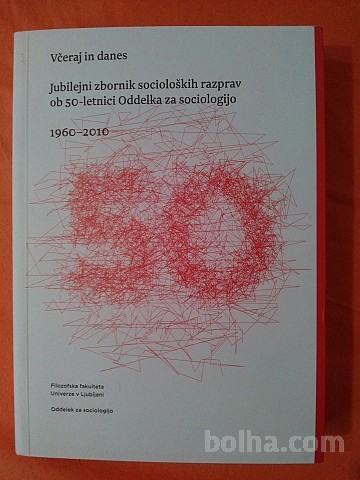 Včeraj in danes
Jubilejni zbornik socioloških razprav
ob 50-letnici Oddelka za sociologijo
1960–2010
50
Filozofska fakulteta
Univerze v Ljubljani
Oddelek za sociologijo
bolha.com